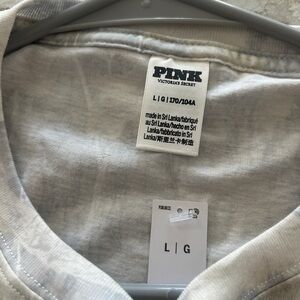 PINK
VICTORIA'S SECRET
L | G | 170/104A
made in Sri Lanka/fabriqué
au Sri Lanka/hecho en Sri
Lanka/fabbricato in Sri
Lanka/斯里兰卡制造
L | G